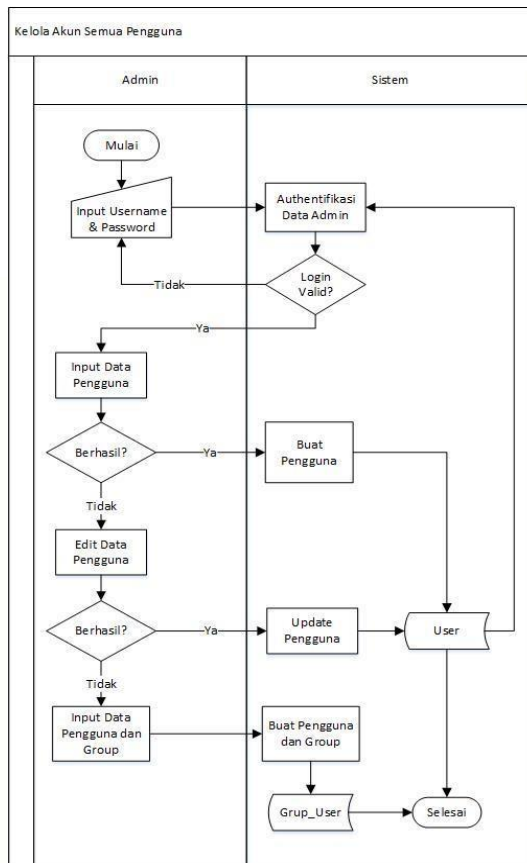 Kelola Akun Semua Pengguna
Admin
Sistem
Mulai
Input Username
& Password
Authentifikasi
Data Admin
Login
Valid?
Tidak
Ya
Input Data
Pengguna
Berhasil?
Ya
Buat
Pengguna
Tidak
Edit Data
Pengguna
Berhasil?
Ya
Update
Pengguna
User
Tidak
Input Data
Pengguna dan
Group
Buat Pengguna
dan Group
Grup_User
Selesai